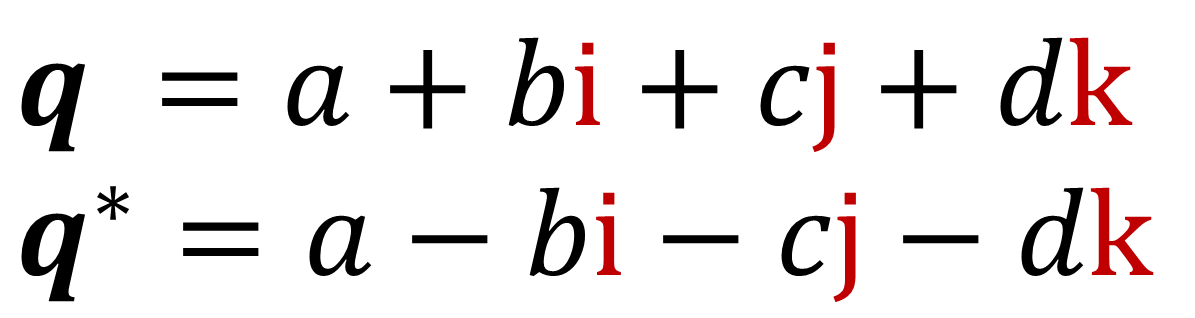 q = a + bi + cj + dk
q* = a − bi − cj − dk